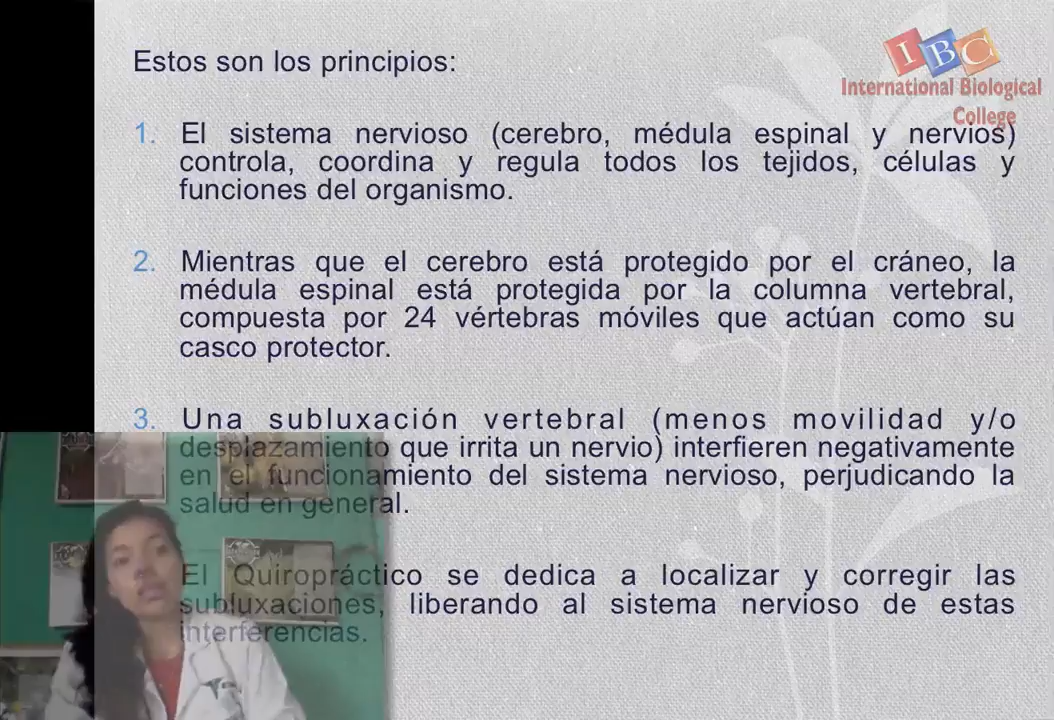 IBC
International Biological
College
Estos son los principios:
1. El sistema nervioso (cerebro, médula espinal y nervios)
controla, coordina y regula todos los tejidos, células y
funciones del organismo.
2. Mientras que el cerebro está protegido por el cráneo, la
médula espinal está protegida por la columna vertebral,
compuesta por 24 vértebras móviles que actúan como su
casco protector.
3. Una subluxación vertebral (menos movilidad y/o
desplazamiento que irrita un nervio) interfieren negativamente
en el funcionamiento del sistema nervioso, perjudicando la
salud en general.
El Quiropráctico se dedica a localizar y corregir las
subluxaciones, liberando al sistema nervioso de estas
interferencias.